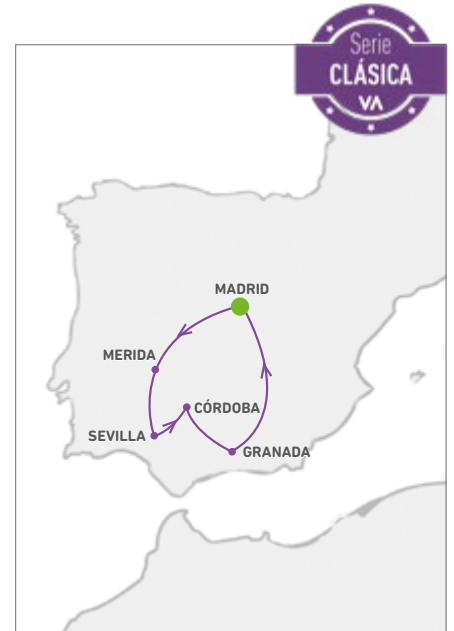 Serie
CLÁSICA
VA
MADRID
MERIDA
CÓRDOBA
SEVILLA
GRANADA